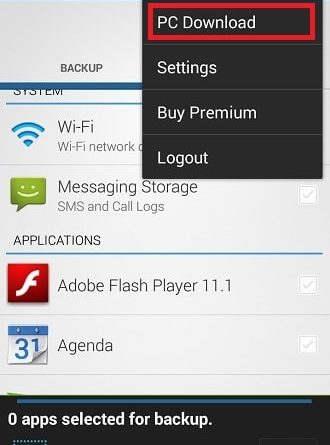 PC Download
BACKUP
Settings
SYSTEM
Wi-Fi
Buy Premium
Wi-Fi network
Logout
Messaging Storage
SMS and Call Logs
APPLICATIONS
Adobe Flash Player 11.1
31
Agenda
0 apps selected for backup.